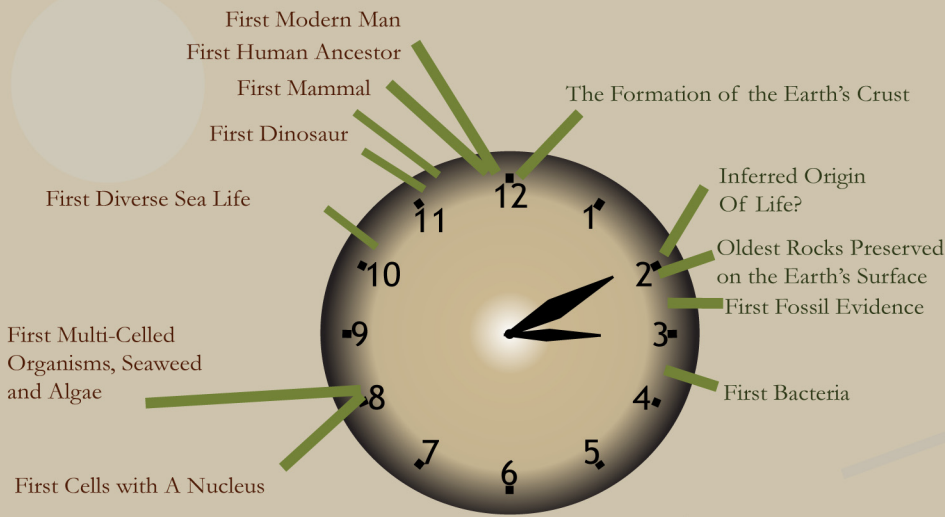 First Modern Man
First Human Ancestor
First Mammal
First Dinosaur
First Diverse Sea Life
First Multi-Celled
Organisms, Seaweed
and Algae
First Cells with A Nucleus
The Formation of the Earth's Crust
Inferred Origin
Of Life?
Oldest Rocks Preserved
on the Earth's Surface
First Fossil Evidence
First Bacteria
12
1
2
3
4
5
6
7
8
9
10
11